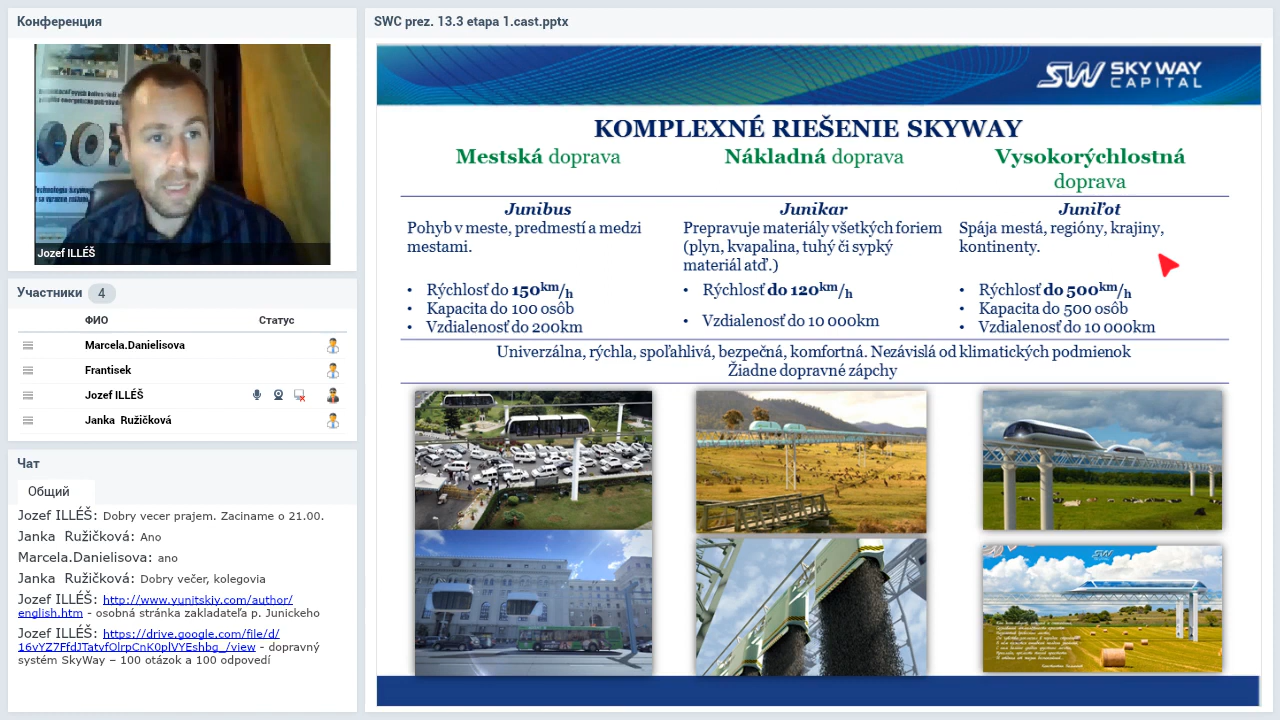 Конференция
Jozef ILLÉŠ
Участники 4
ФИО Статус
Marcela.Danielisova
Frantisek
Jozef ILLÉŠ
Janka Ružičková
Чат
Общий
Jozef ILLÉŠ: Dobry vecer prajem. Zaciname o 21.00.
Janka Ružičková: Ano
Marcela.Danielisova: ano
Janka Ružičková: Dobry večer, kolegovia
Jozef ILLÉŠ: http://www.yunitskiy.com/author/
english.htm - osobná stránka zakladateľa p. Junickeho
Jozef ILLÉŠ: https://drive.google.com/file/d/
16vYZ7FfdJTatvfOlrpCnK0plVYEshbg_/view - dopravný
systém SkyWay – 100 otázok a 100 odpovedí
SWC prez. 13.3 etapa 1.cast.pptx
SW SKY WAY
CAPITAL
KOMPLEXNÉ RIEŠENIE SKYWAY
Mestská doprava
Nákladná doprava
Vysokorýchlostná
doprava
Junibus
Pohyb v meste, predmestí a medzi
mestami.
• Rýchlosť do 150km/h
• Kapacita do 100 osôb
• Vzdialenosť do 200km
Junikar
Prepravuje materiály všetkých foriem
(plyn, kvapalina, tuhý či sypký
materiál atď.)
• Rýchlosť do 120km/h
• Vzdialenosť do 10 000km
Juniľot
Spája mestá, regióny, krajiny,
kontinenty.
• Rýchlosť do 500km/h
• Kapacita do 500 osôb
• Vzdialenosť do 10 000km
Univerzálna, rýchla, spoľahlivá, bezpečná, komfortná. Nezávislá od klimatických podmienok
Žiadne dopravné zápchy